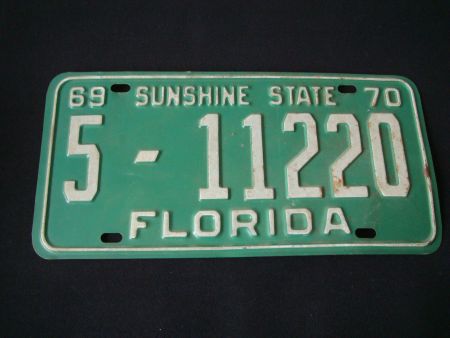 69 SUNSHINE STATE 70
5-11220
FLORIDA